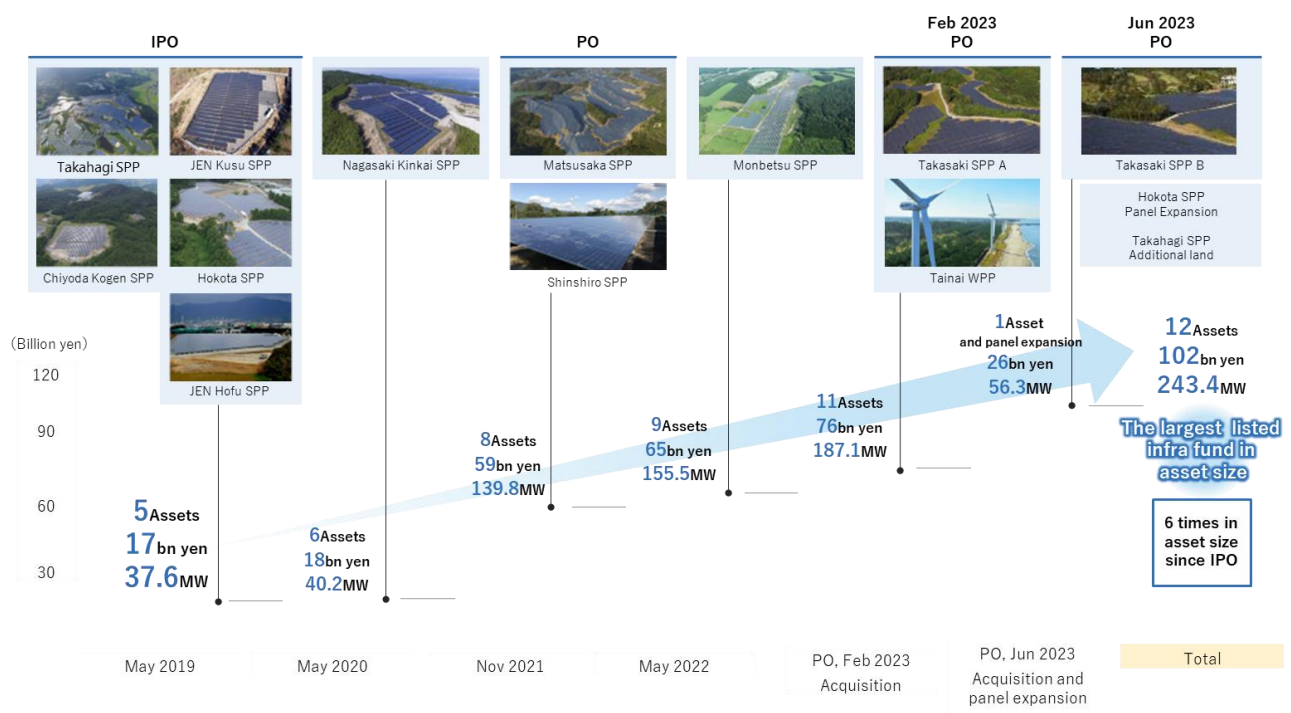 IPO
PO
Feb 2023
PO
Jun 2023
PO
Takahagi SPP
JEN Kusu SPP
Nagasaki Kinkai SPP
Matsusaka SPP
Monbetsu SPP
Takasaki SPP A
Takasaki SPP B
Chiyoda Kogen SPP
Hokota SPP
Shinshiro SPP
Tainai WPP
Hokota SPP
Panel Expansion
Takahagi SPP
Additional land
JEN Hofu SPP
(Billion yen)
120
90
60
30
5Assets
17bn yen
37.6MW
6Assets
18bn yen
40.2MW
8Assets
59bn yen
139.8MW
9Assets
65bn yen
155.5MW
11Assets
76bn yen
187.1MW
1Asset
and panel expansion
26bn yen
56.3MW
12Assets
102bn yen
243.4MW
The largest listed
infra fund in
asset size
6 times in
asset size
since IPO
May 2019
May 2020
Nov 2021
May 2022
PO, Feb 2023
Acquisition
PO, Jun 2023
Acquisition and
panel expansion
Total